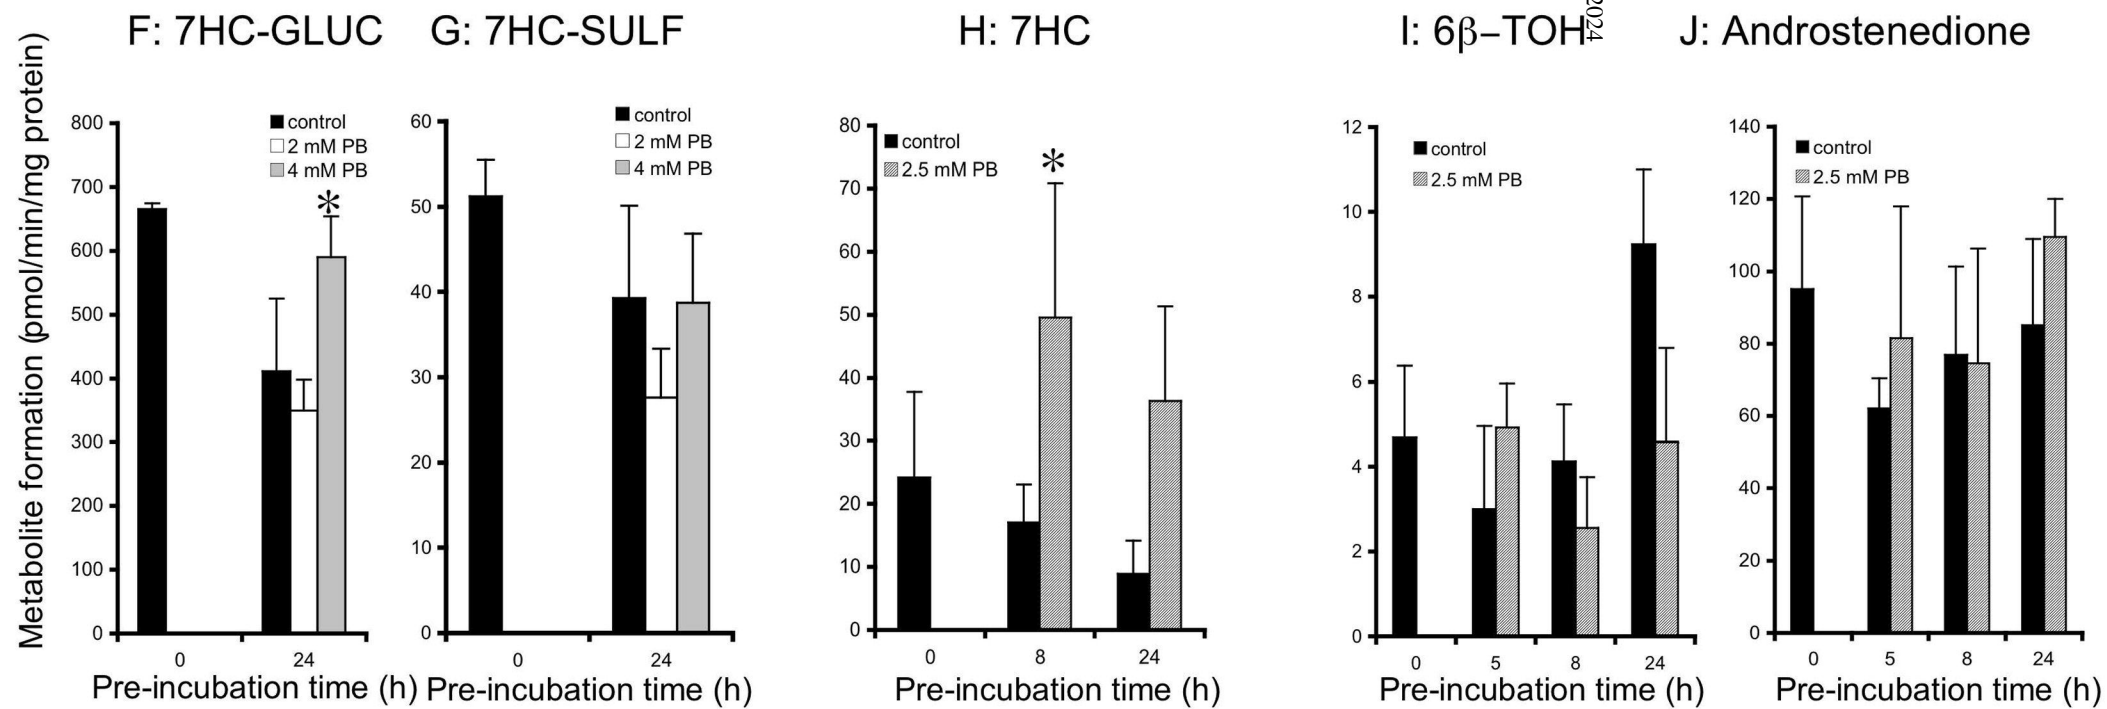 F: 7HC-GLUC
G: 7HC-SULF
H: 7HC
I: 6β–TOH
2024
J: Androstenedione
Metabolite formation (pmol/min/mg protein)
800
700
600
500
400
300
200
100
0
control
2 mM PB
4 mM PB
*
0
24
Pre-incubation time (h)
60
50
40
30
20
10
0
control
2 mM PB
4 mM PB
0
24
Pre-incubation time (h)
80
70
60
50
40
30
20
10
0
control
2.5 mM PB
*
0
8
24
Pre-incubation time (h)
12
10
8
6
4
2
0
control
2.5 mM PB
0
5
8
24
Pre-incubation time (h)
140
120
100
80
60
40
20
0
control
2.5 mM PB
0
5
8
24
Pre-incubation time (h)